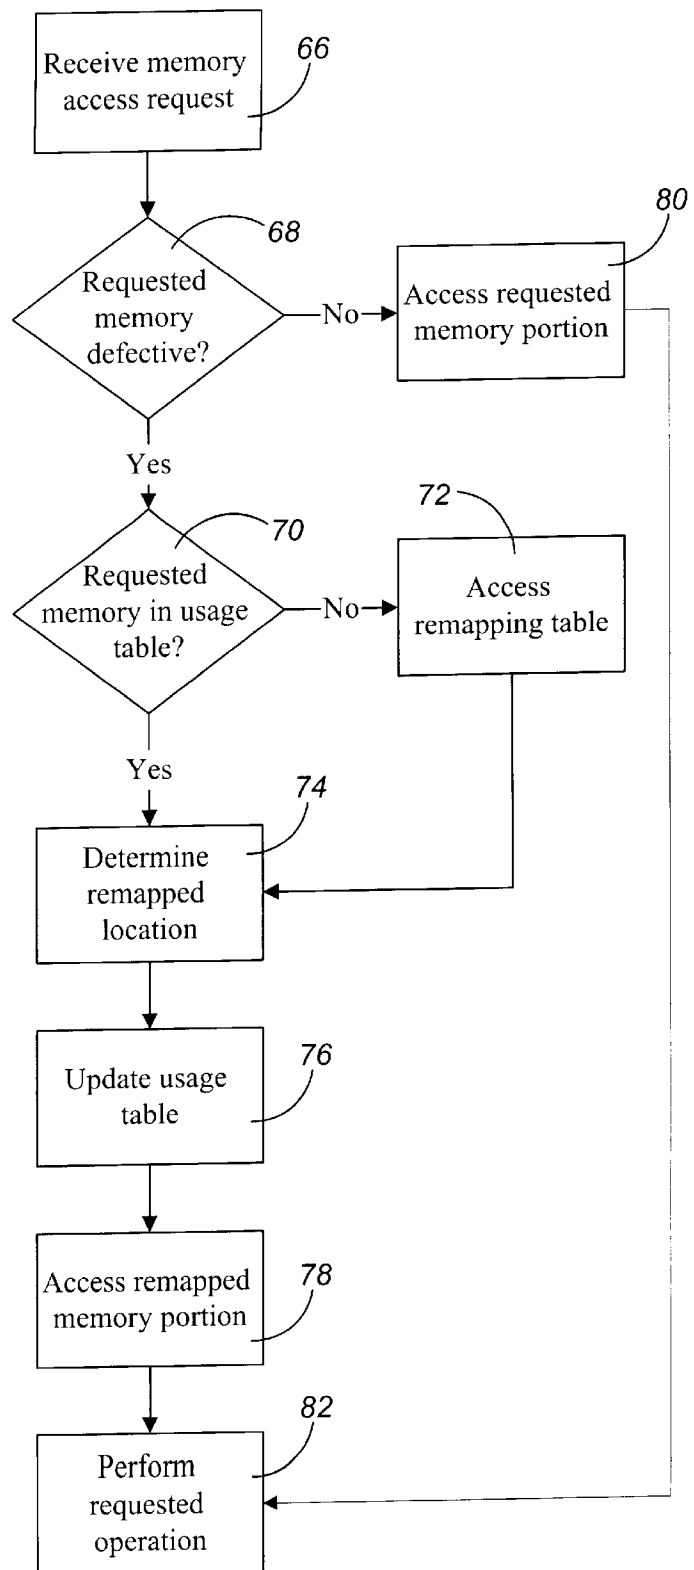 Receive memory
access request
66
Requested
memory
defective?
68
No
Access requested
memory portion
80
Yes
Requested
memory in usage
table?
70
No
Access
remapping table
72
Yes
Determine
remapped
location
74
Update usage
table
76
Access remapped
memory portion
78
Perform
requested
operation
82